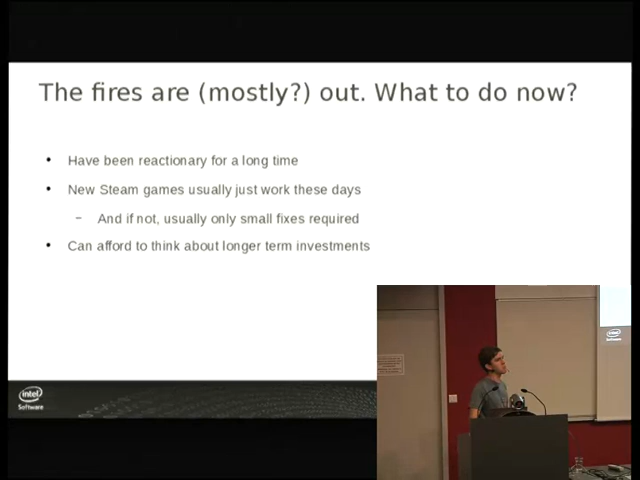 The fires are (mostly?) out. What to do now?
• Have been reactionary for a long time
• New Steam games usually just work these days
– And if not, usually only small fixes required
• Can afford to think about longer term investments
intel
Software
intel
Software